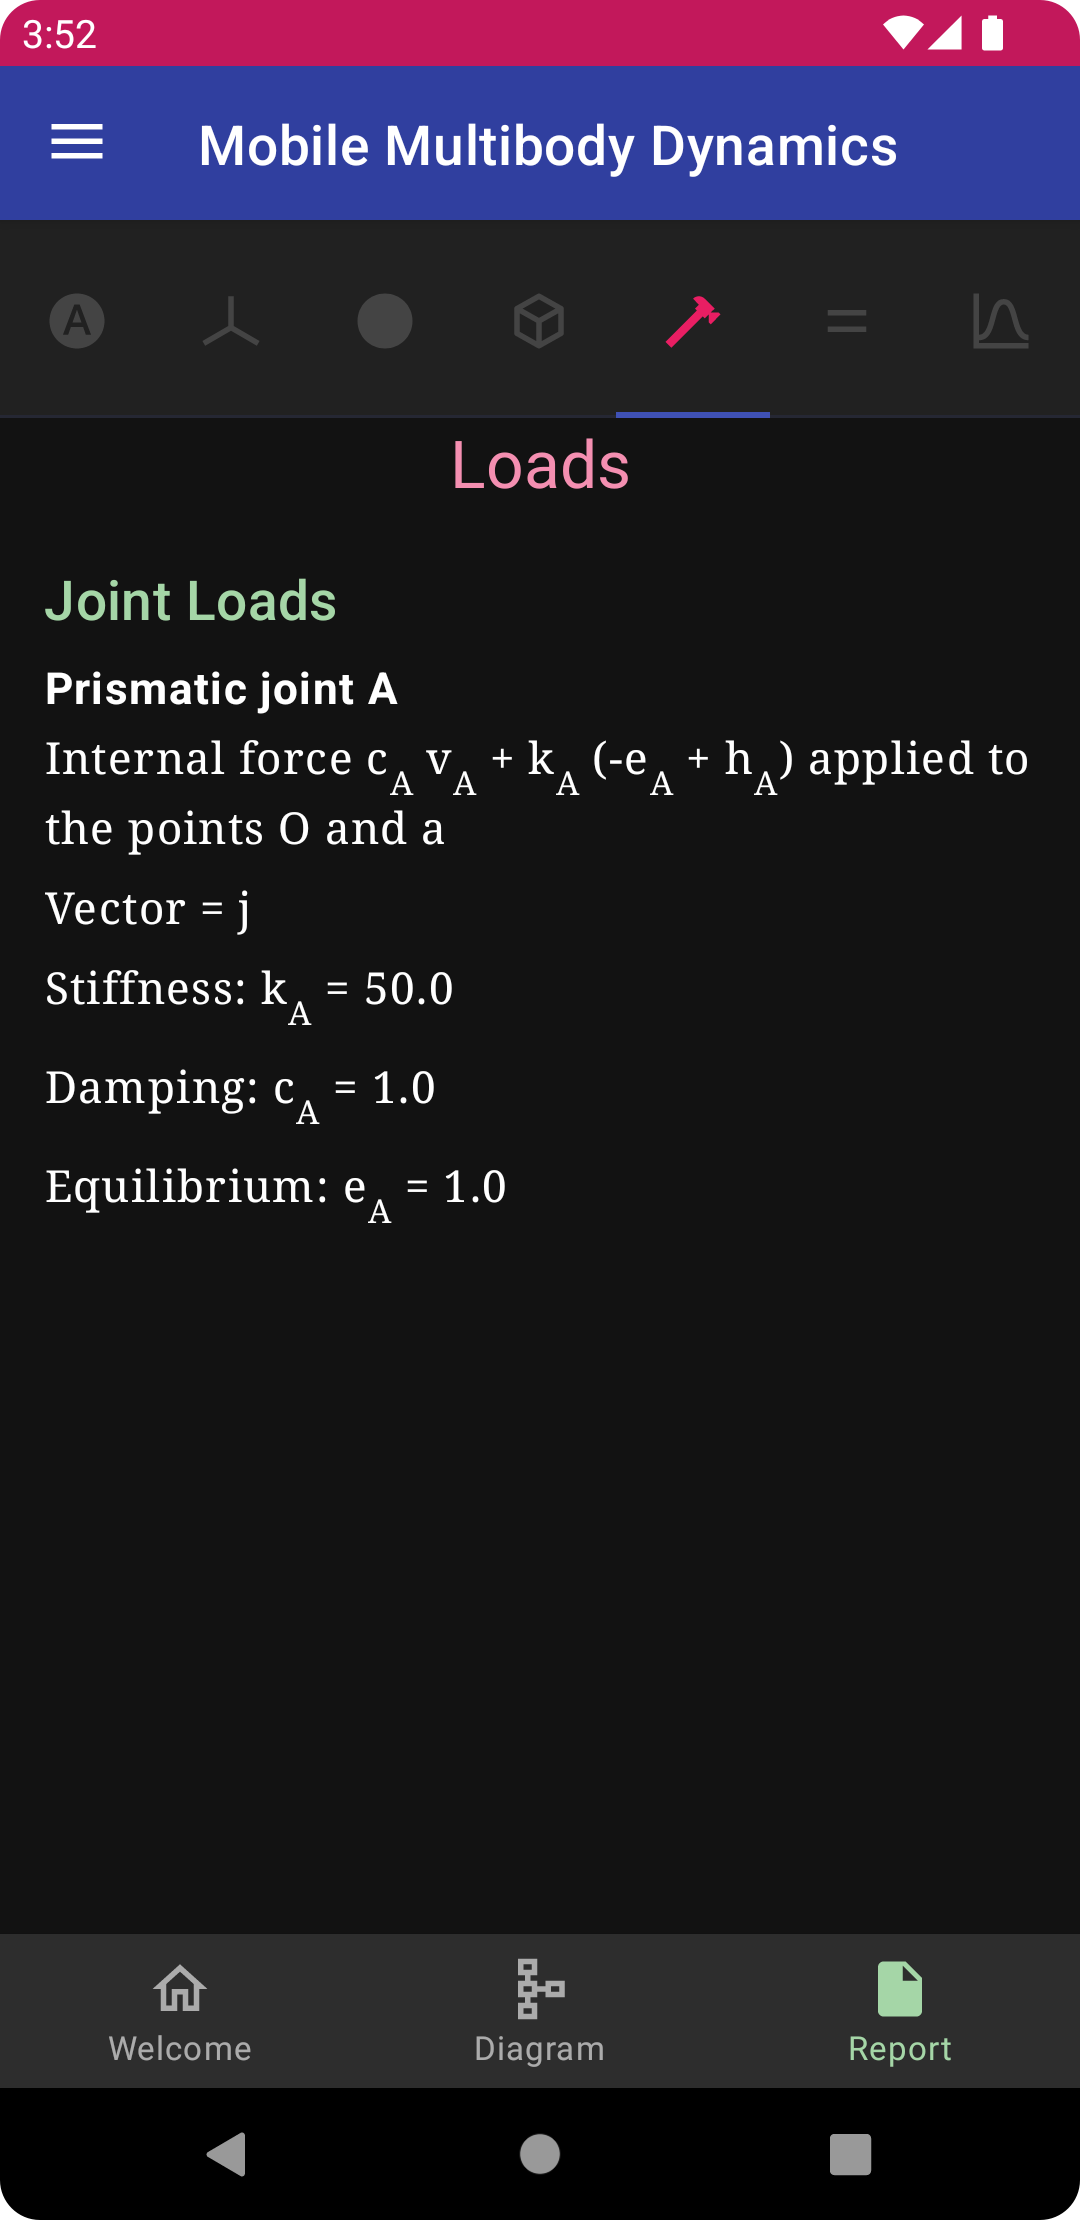 3:52
Mobile Multibody Dynamics
A
Loads
Joint Loads
Prismatic joint A
Internal force c_A v_A + k_A (-e_A + h_A) applied to
the points O and a
Vector = j
Stiffness: k_A = 50.0
Damping: c_A = 1.0
Equilibrium: e_A = 1.0
Welcome Diagram Report